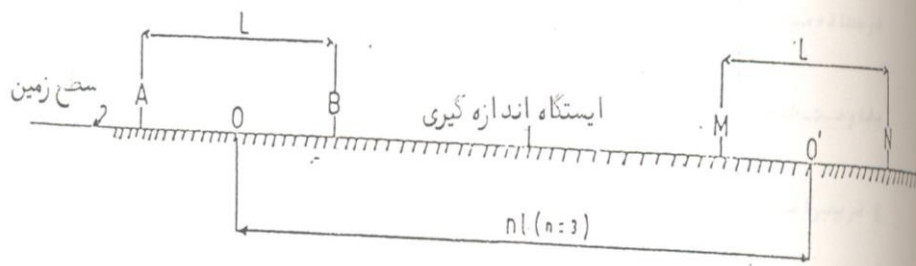 L
L
سطح زمین
A
O
B
ایستگاه اندازه گیری
M
O'
N
nl (n=3)